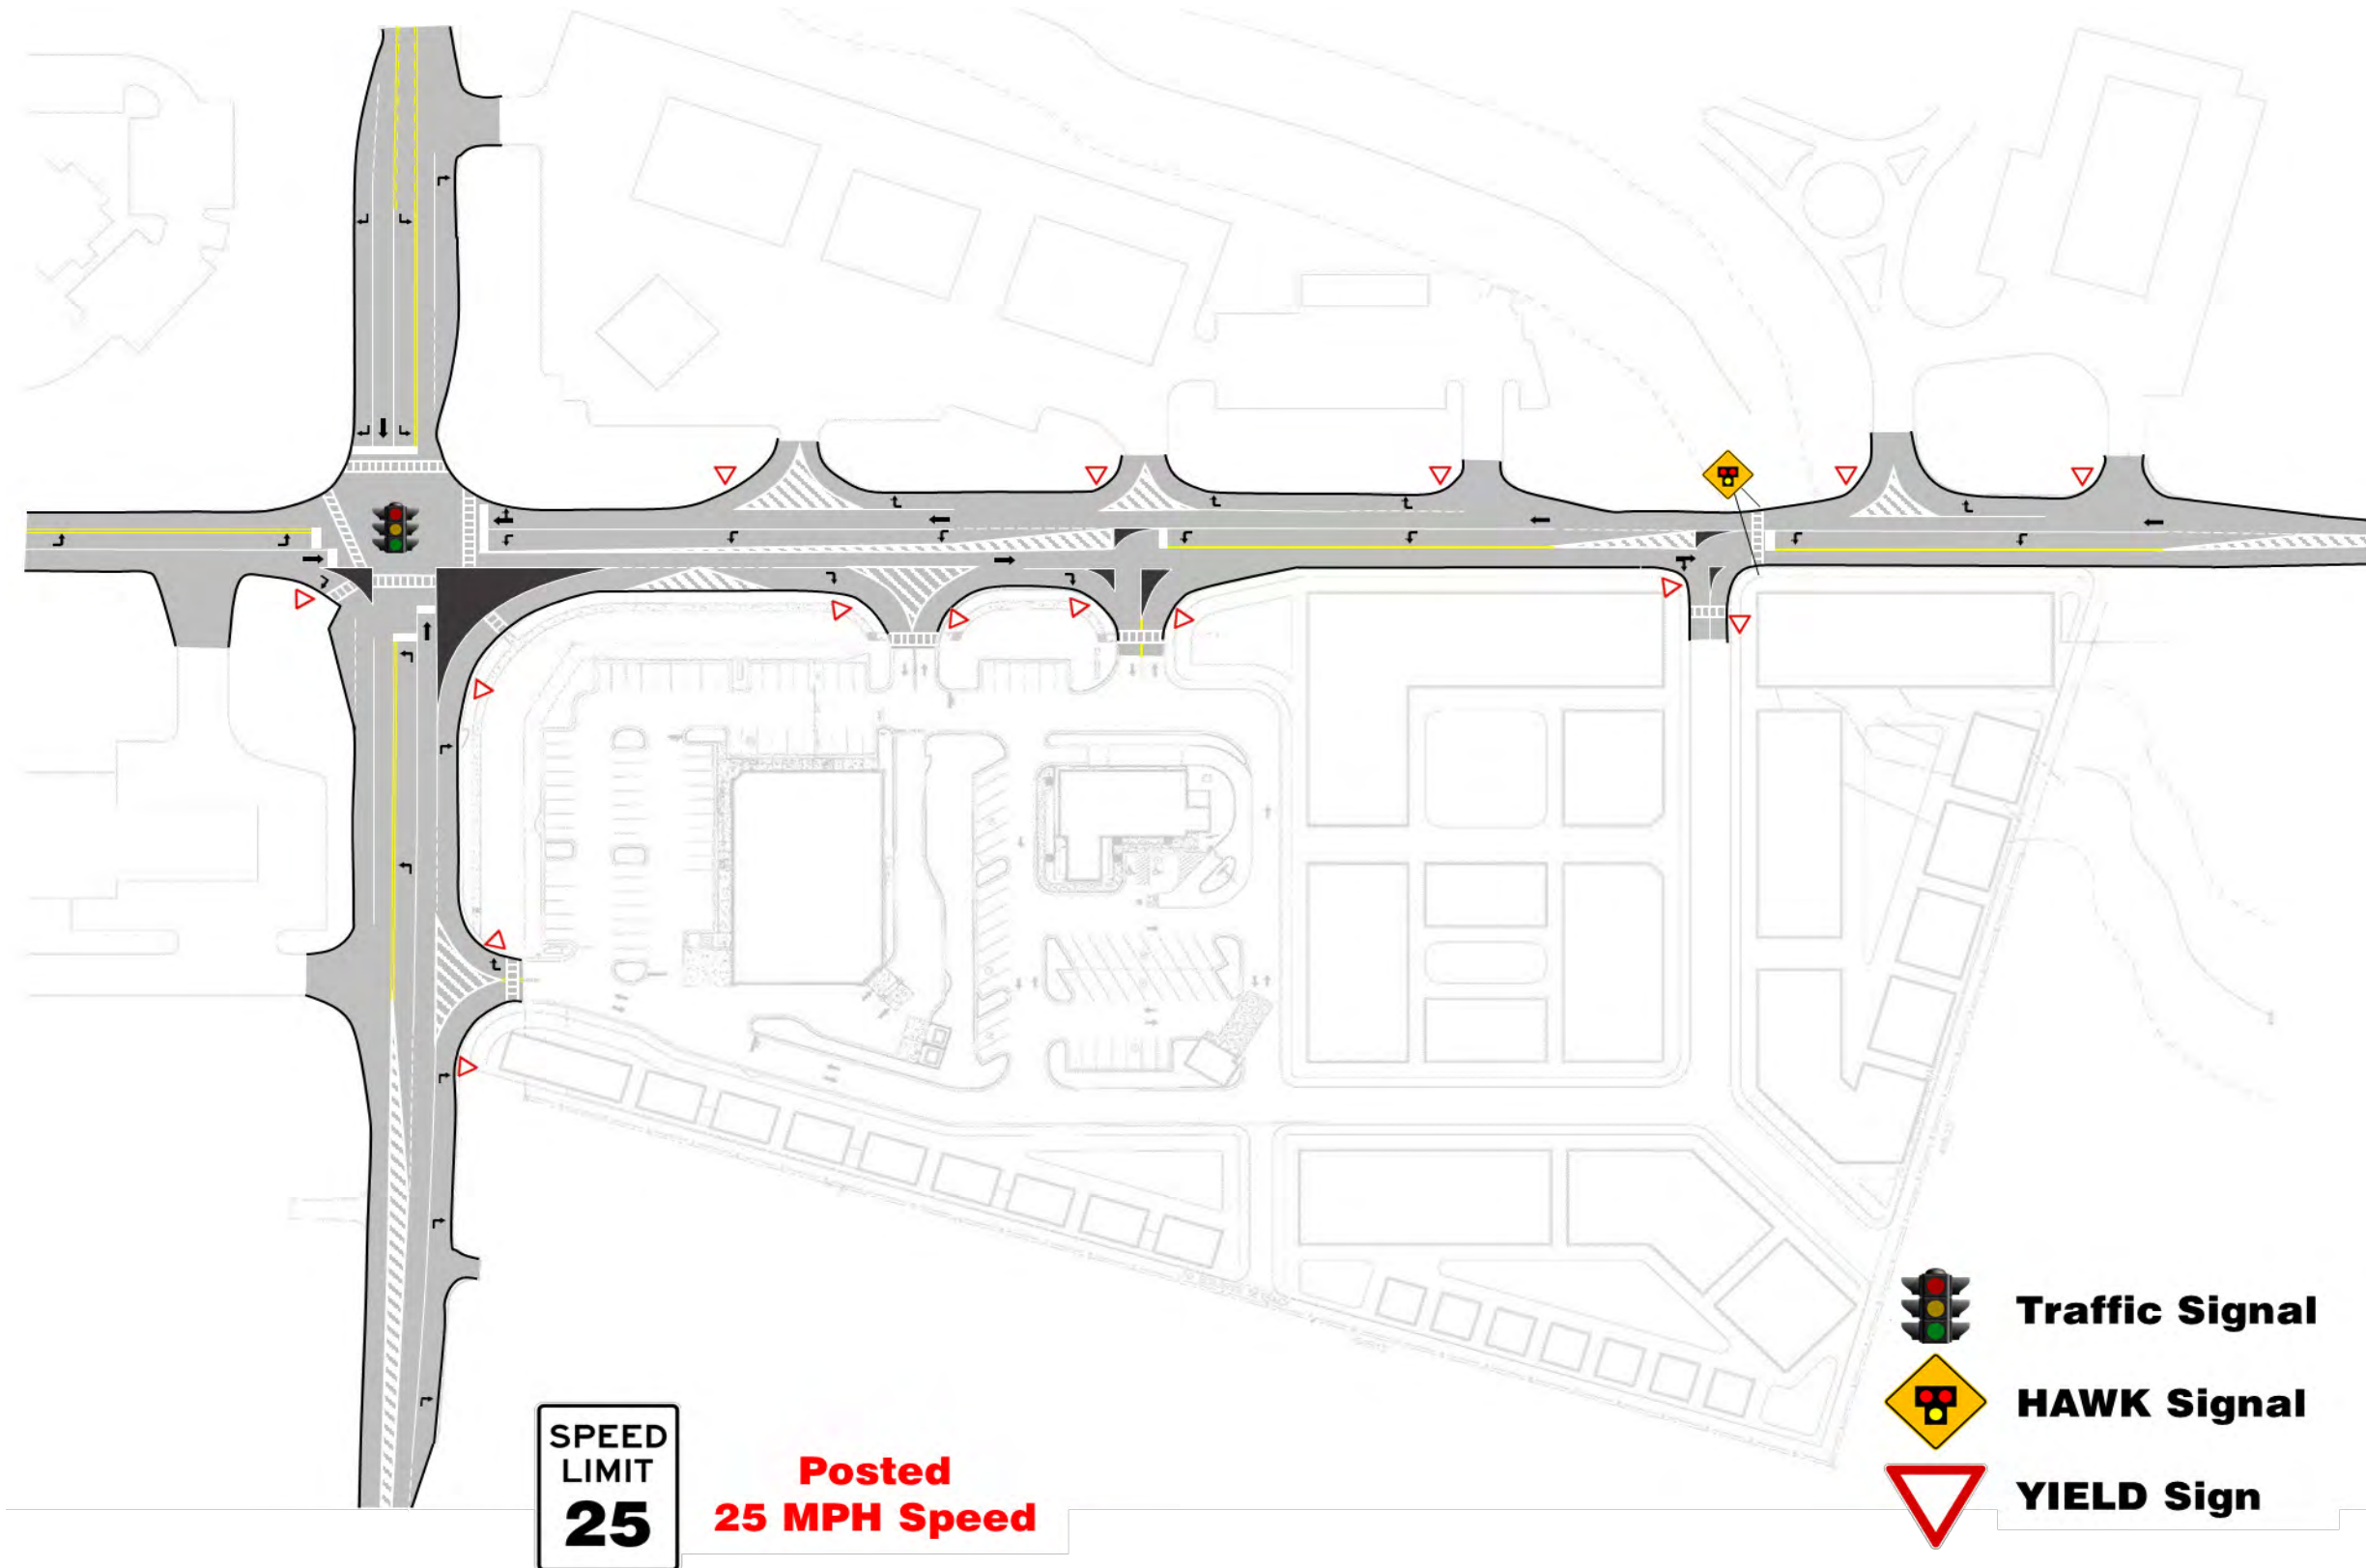 Traffic Signal
HAWK Signal
YIELD Sign
SPEED
LIMIT
25
Posted
25 MPH Speed